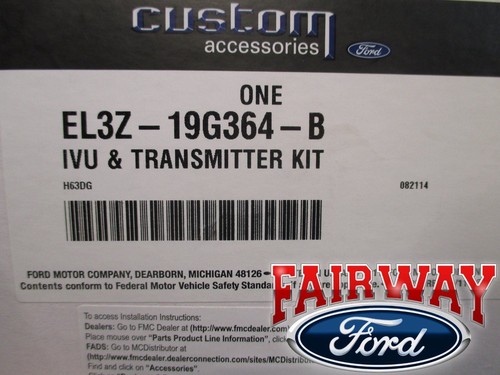 custom
accessories
Ford
ONE
EL3Z-19G364-B
IVU & TRANSMITTER KIT
H63DG
082114
FORD MOTOR COMPANY, DEARBORN, MICHIGAN 48126
Contents conform to Federal Motor Vehicle Safety Standar
FAIRWAY
Ford
To access Installation Instructions:
Dealers: Go to FMC Dealer at (http://www.fmcdealer.
Place mouse over "Parts Product Line Information", clic
FADS: Go to MCDistributor at
(http://www.fmcdealer.dealerconnection.com/sites/MCDistrib
Find and click on "Accessories".